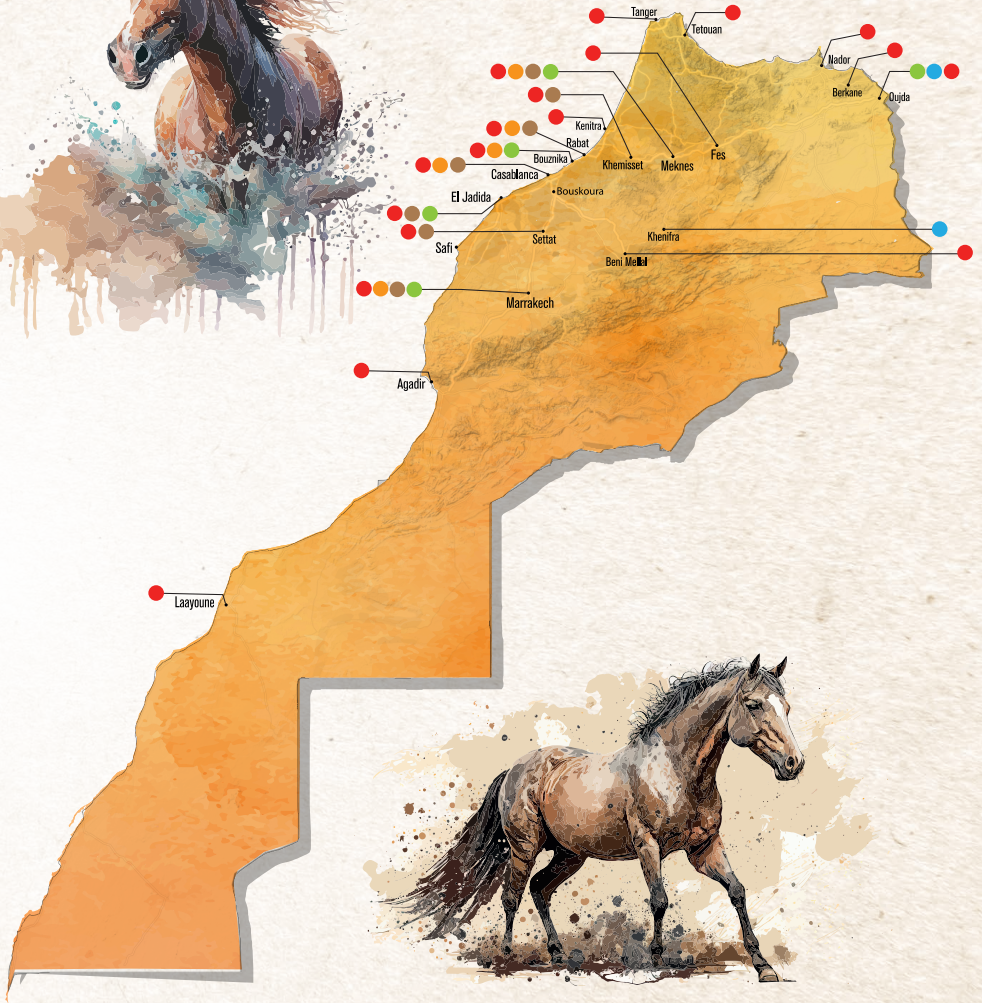 Tanger
Tetouan
Nador
Berkane
Oujda
Kenitra
Rabat
Bouznika
Khemisset
Meknes
Fes
Casablanca
Bouskoura
El Jadida
Settat
Khenifra
Safi
Beni Mellal
Marrakech
Agadir
Laayoune